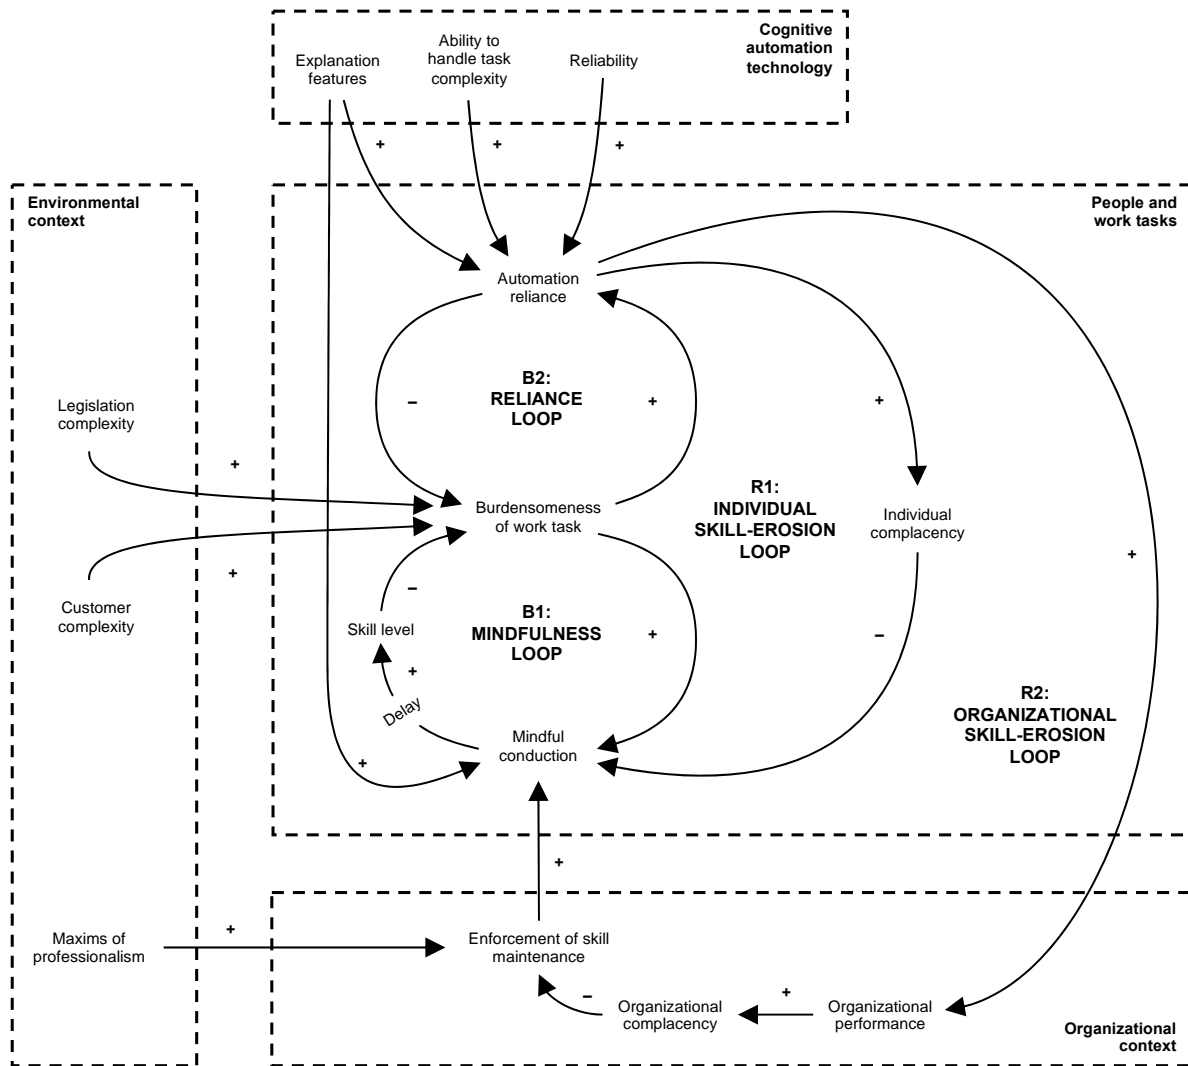 Cognitive
automation
technology
Explanation
features
Ability to
handle task
complexity
Reliability
+
+
+
Environmental
context
People and
work tasks
Automation
reliance
B2:
RELIANCE
LOOP
–
+
+
Legislation
complexity
+
Burdensomeness
of work task
R1:
INDIVIDUAL
SKILL-EROSION
LOOP
Individual
complacency
+
Customer
complexity
+
–
Skill level
B1:
MINDFULNESS
LOOP
+
–
+
Delay
R2:
ORGANIZATIONAL
SKILL-EROSION
LOOP
Mindful
conduction
+
+
Maxims of
professionalism
+
Enforcement of skill
maintenance
–
Organizational
complacency
+
Organizational
performance
Organizational
context